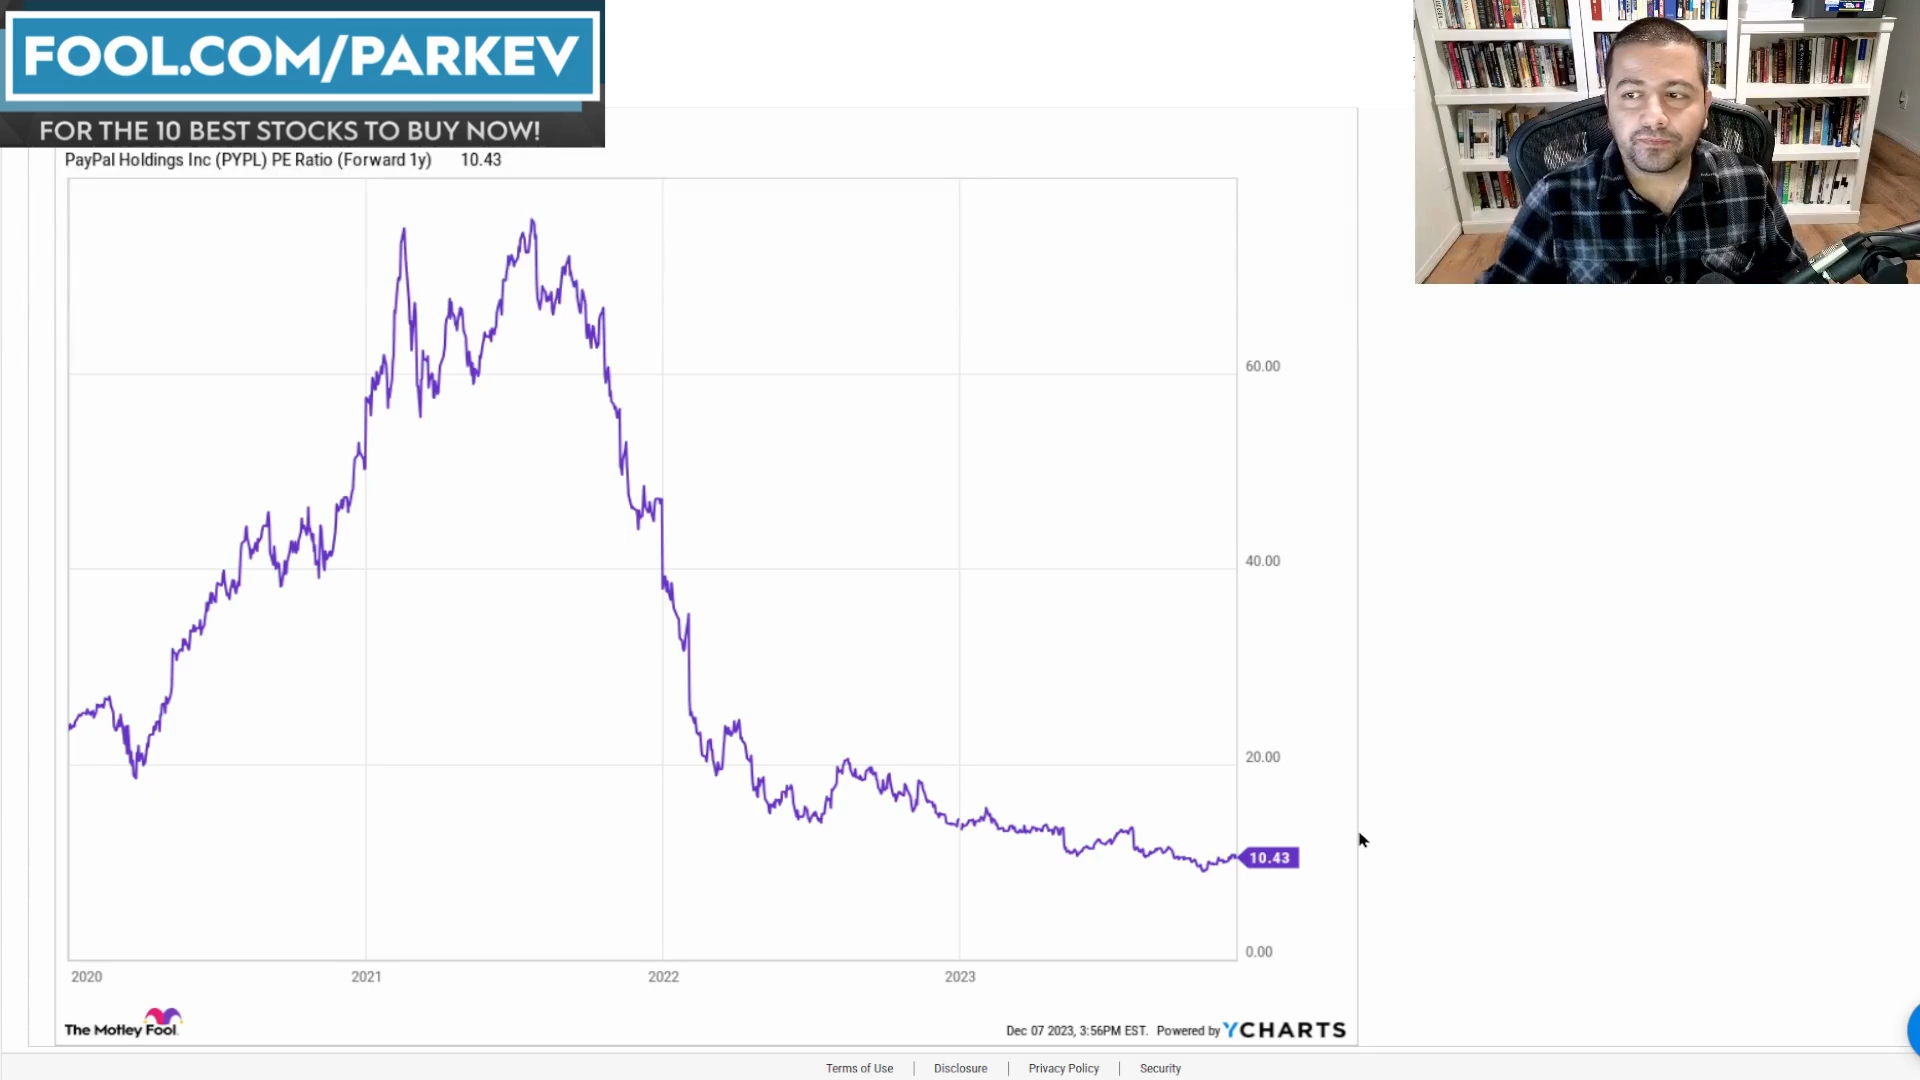 FOOL.COM/PARKEV
FOR THE 10 BEST STOCKS TO BUY NOW!
PayPal Holdings Inc (PYPL) PE Ratio (Forward 1y) 10.43
60.00
40.00
20.00
10.43
0.00
2020 2021 2022 2023
The Motley Fool.
Dec 07 2023, 3:56PM EST. Powered by YCHARTS
Terms of Use | Disclosure | Privacy Policy | Security